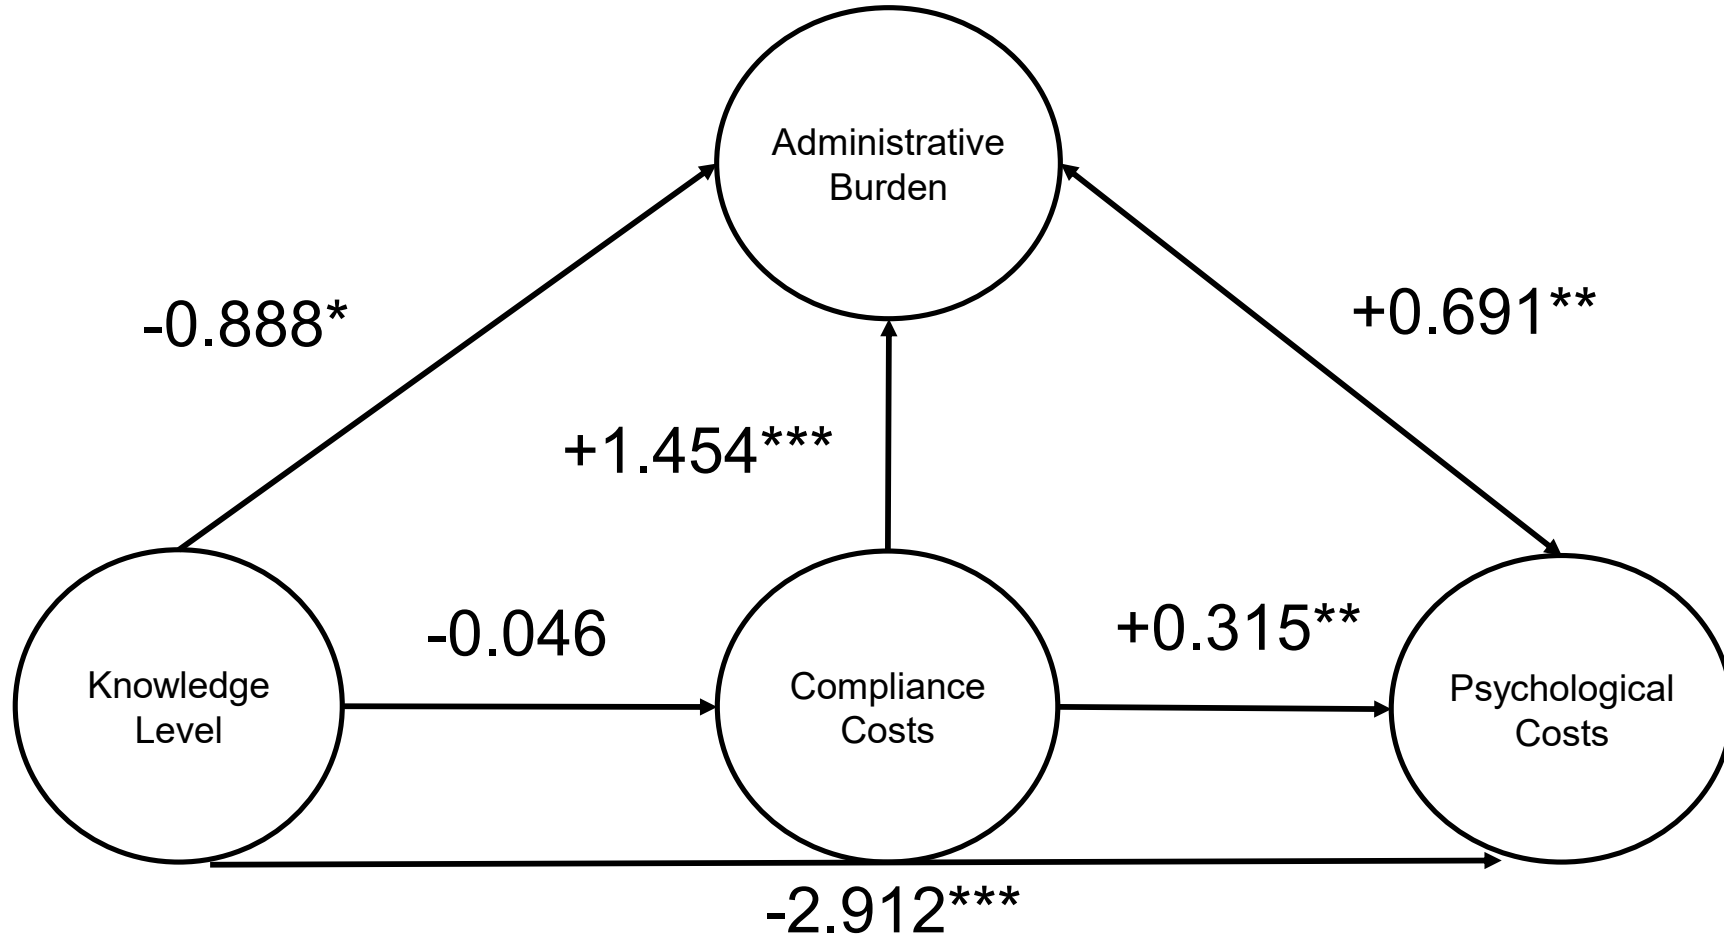 Administrative
Burden
-0.888*
+0.691**
+1.454***
-0.046
+0.315**
Knowledge
Level
Compliance
Costs
Psychological
Costs
-2.912***